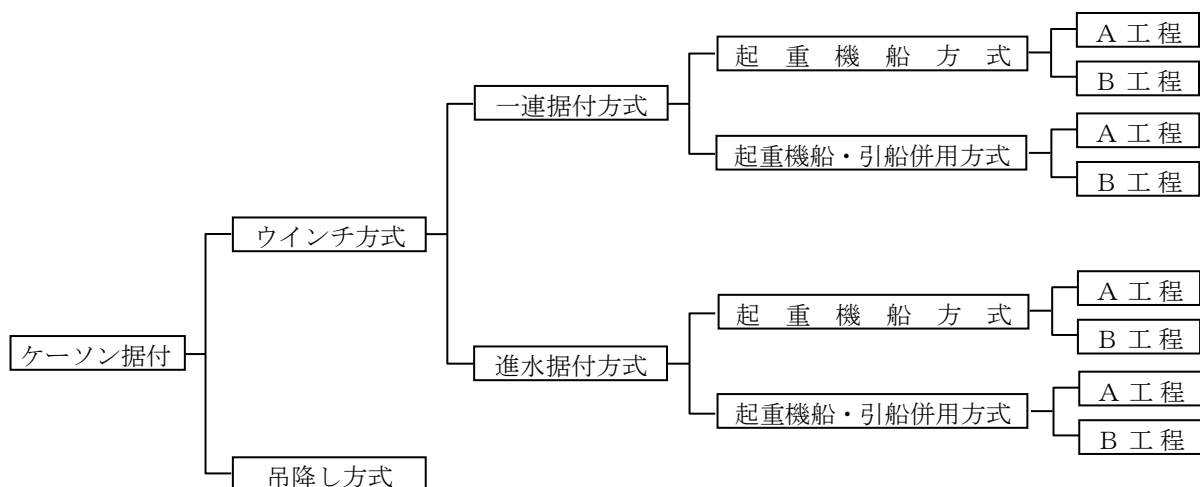 A 工 程
起 重 機 船 方 式
B 工 程
一連据付方式
A 工 程
起重機船・引船併用方式
B 工 程
ウインチ方式
A 工 程
起 重 機 船 方 式
B 工 程
ケーソン据付
進水据付方式
A 工 程
起重機船・引船併用方式
B 工 程
吊降し方式